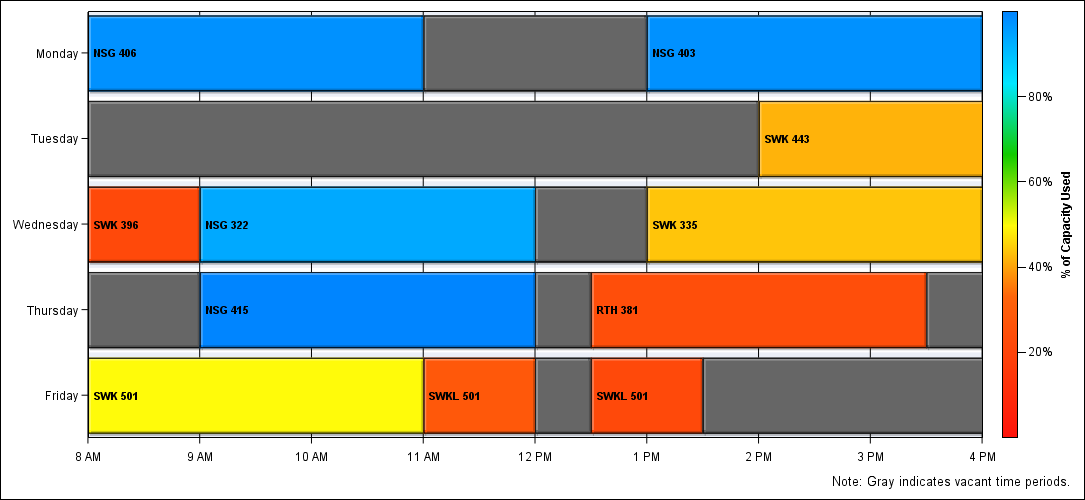 Monday
NSG 406
NSG 403
Tuesday
SWK 443
Wednesday
SWK 396
NSG 322
SWK 335
Thursday
NSG 415
RTH 381
Friday
SWK 501
SWKL 501
SWKL 501
8 AM
9 AM
10 AM
11 AM
12 PM
1 PM
2 PM
3 PM
4 PM
80%
60%
40%
20%
% of Capacity Used
Note: Gray indicates vacant time periods.